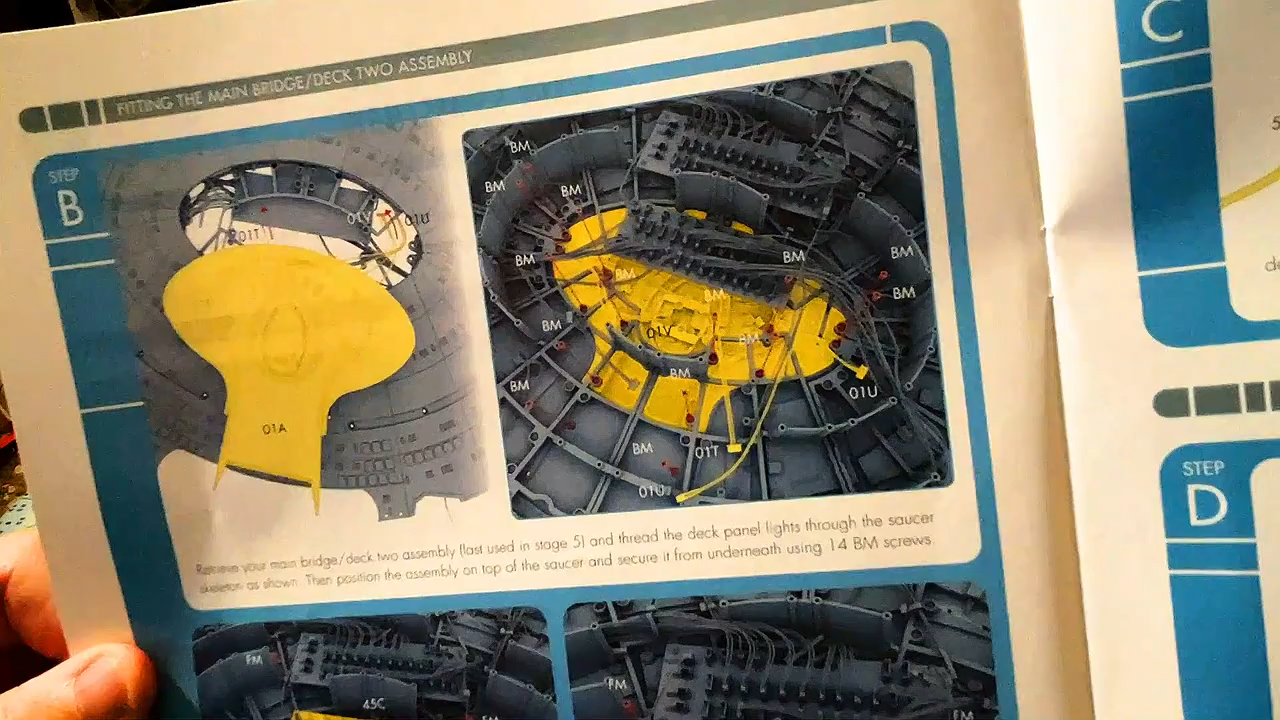 FITTING THE MAIN BRIDGE/DECK TWO ASSEMBLY
STEP
B
01T
01V
01U
01A
BM
BM
BM
BM
BM
BM
BM
BM
BM
BM
BM
BM
BM
BM
01V
01U
01T
01U
Retrieve your main bridge/deck two assembly (last used in stage 5) and thread the deck panel lights through the saucer
skeleton as shown. Then position the assembly on top of the saucer and secure it from underneath using 14 BM screws.
FM
45C
FM
FM
C
STEP
D